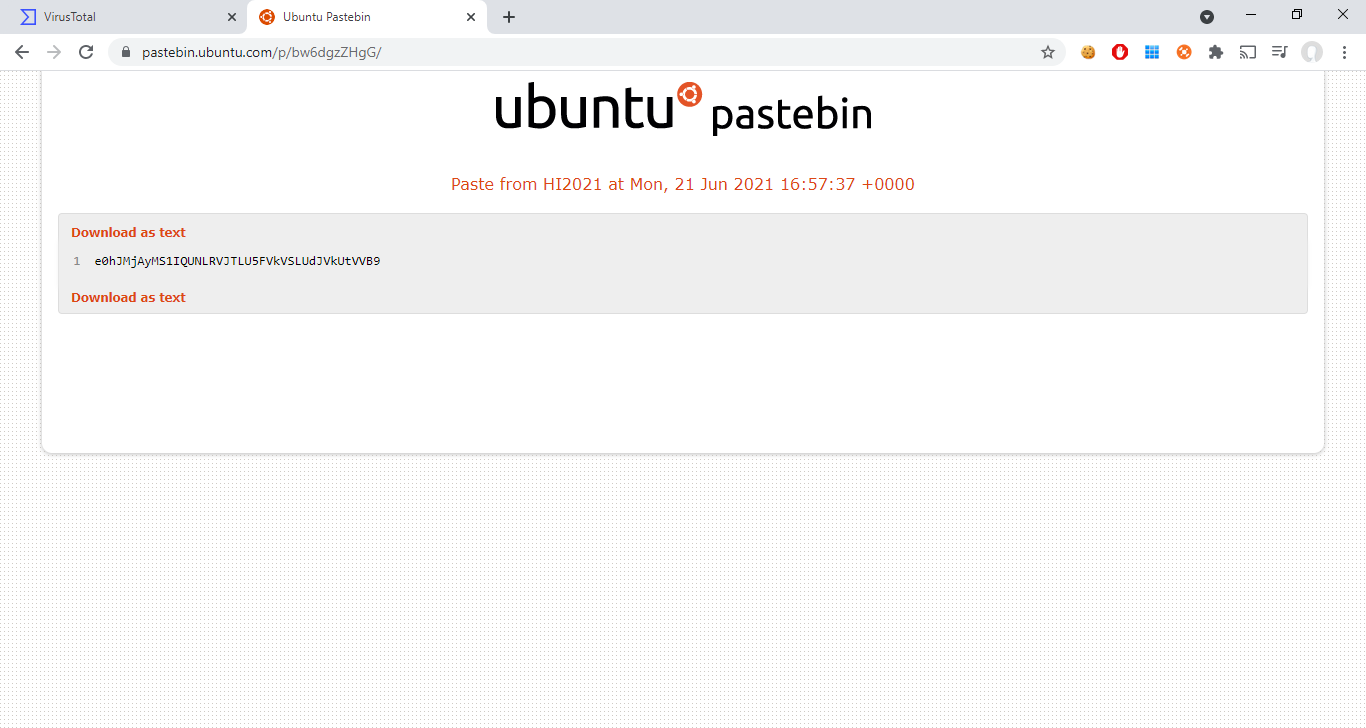 VirusTotal
Ubuntu Pastebin
pastebin.ubuntu.com/p/bw6dgzZHgG/
ubuntu pastebin
Paste from HI2021 at Mon, 21 Jun 2021 16:57:37 +0000
Download as text
1 e0hJMjAyMS1IQUNLRVJTLU5FVkVSLUdJVkUtVVB9
Download as text